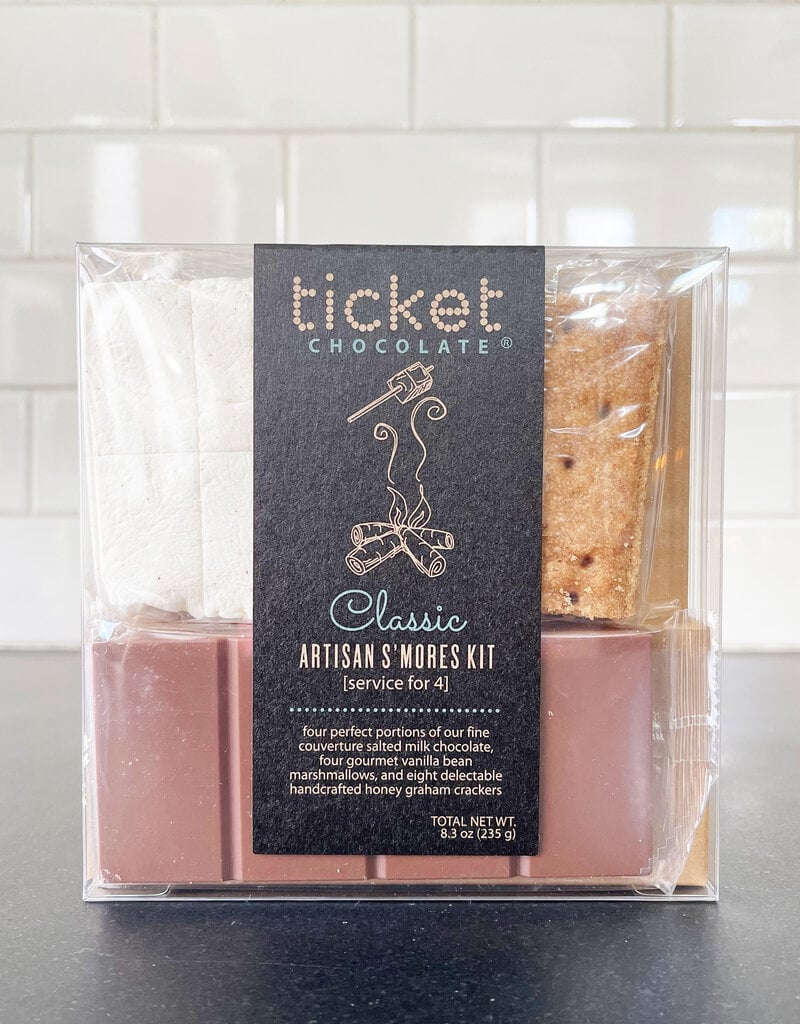 ticket
CHOCOLATE®
Classic
ARTISAN S'MORES KIT
[service for 4]
four perfect portions of our fine
couverture salted milk chocolate,
four gourmet vanilla bean
marshmallows, and eight delectable
handcrafted honey graham crackers
TOTAL NET WT.
8.3 oz (235 g)